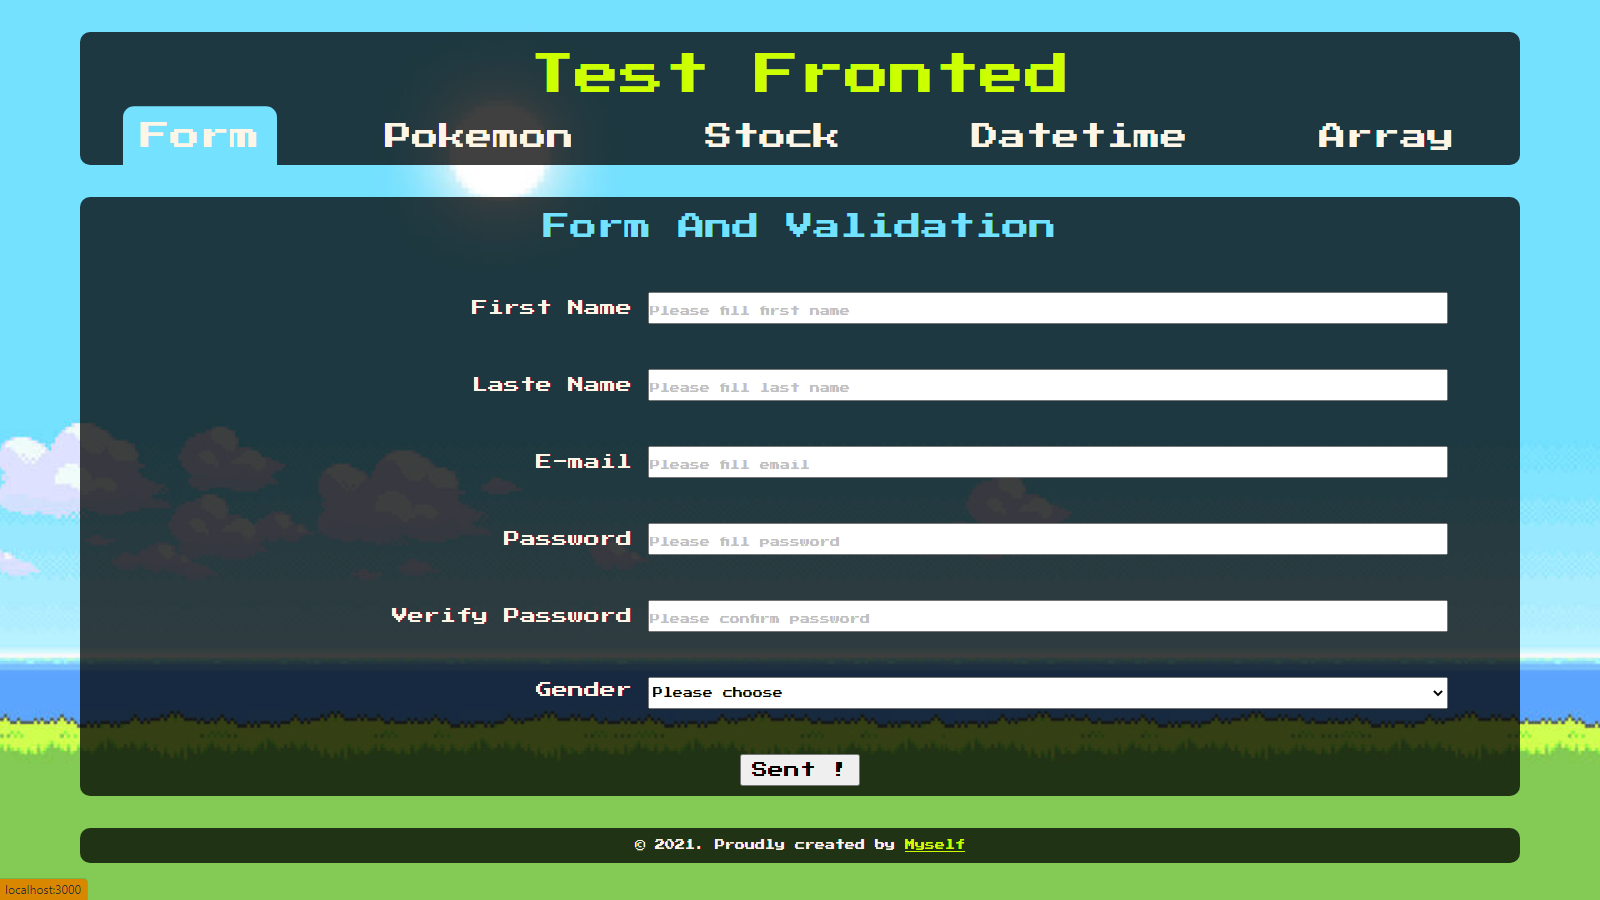 Test Fronted
Form Pokemon Stock Datetime Array
Form And Validation
First Name Please fill first name
Laste Name Please fill last name
E-mail Please fill email
Password Please fill password
Verify Password Please confirm password
Gender Please choose
Sent !
© 2021. Proudly created by Myself
localhost:3000